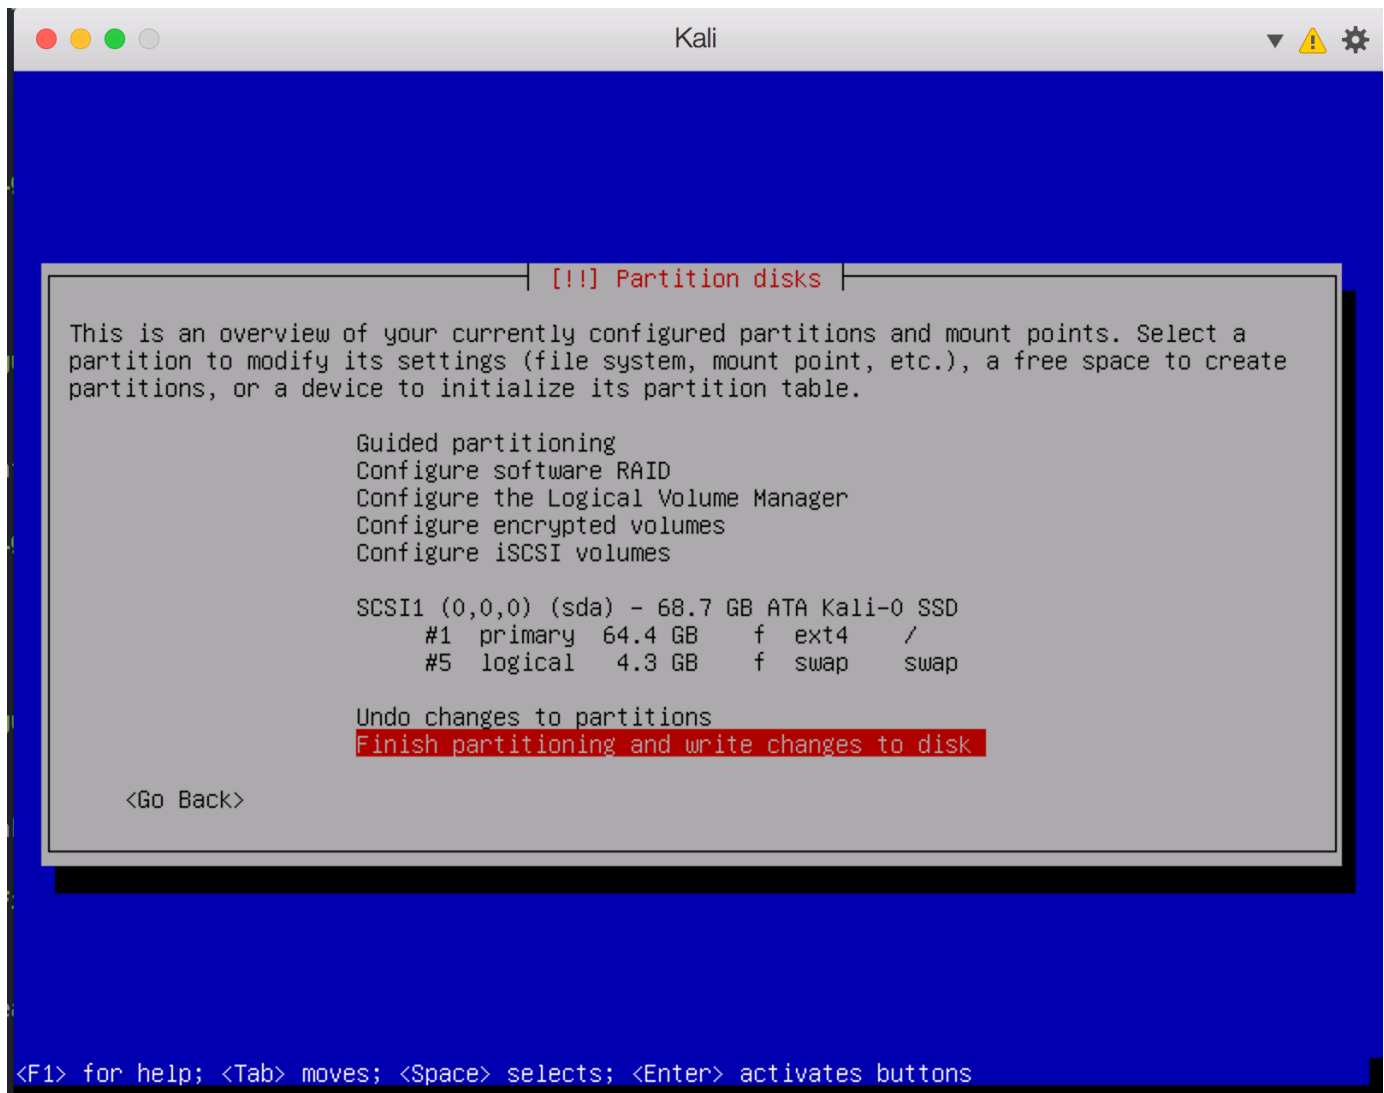 Kali
[!!] Partition disks
This is an overview of your currently configured partitions and mount points. Select a
partition to modify its settings (file system, mount point, etc.), a free space to create
partitions, or a device to initialize its partition table.
Guided partitioning
Configure software RAID
Configure the Logical Volume Manager
Configure encrypted volumes
Configure iSCSI volumes
SCSI1 (0,0,0) (sda) - 68.7 GB ATA Kali-0 SSD
#1 primary 64.4 GB f ext4 /
#5 logical 4.3 GB f swap swap
Undo changes to partitions
Finish partitioning and write changes to disk
<Go Back>
<F1> for help; <Tab> moves; <Space> selects; <Enter> activates buttons